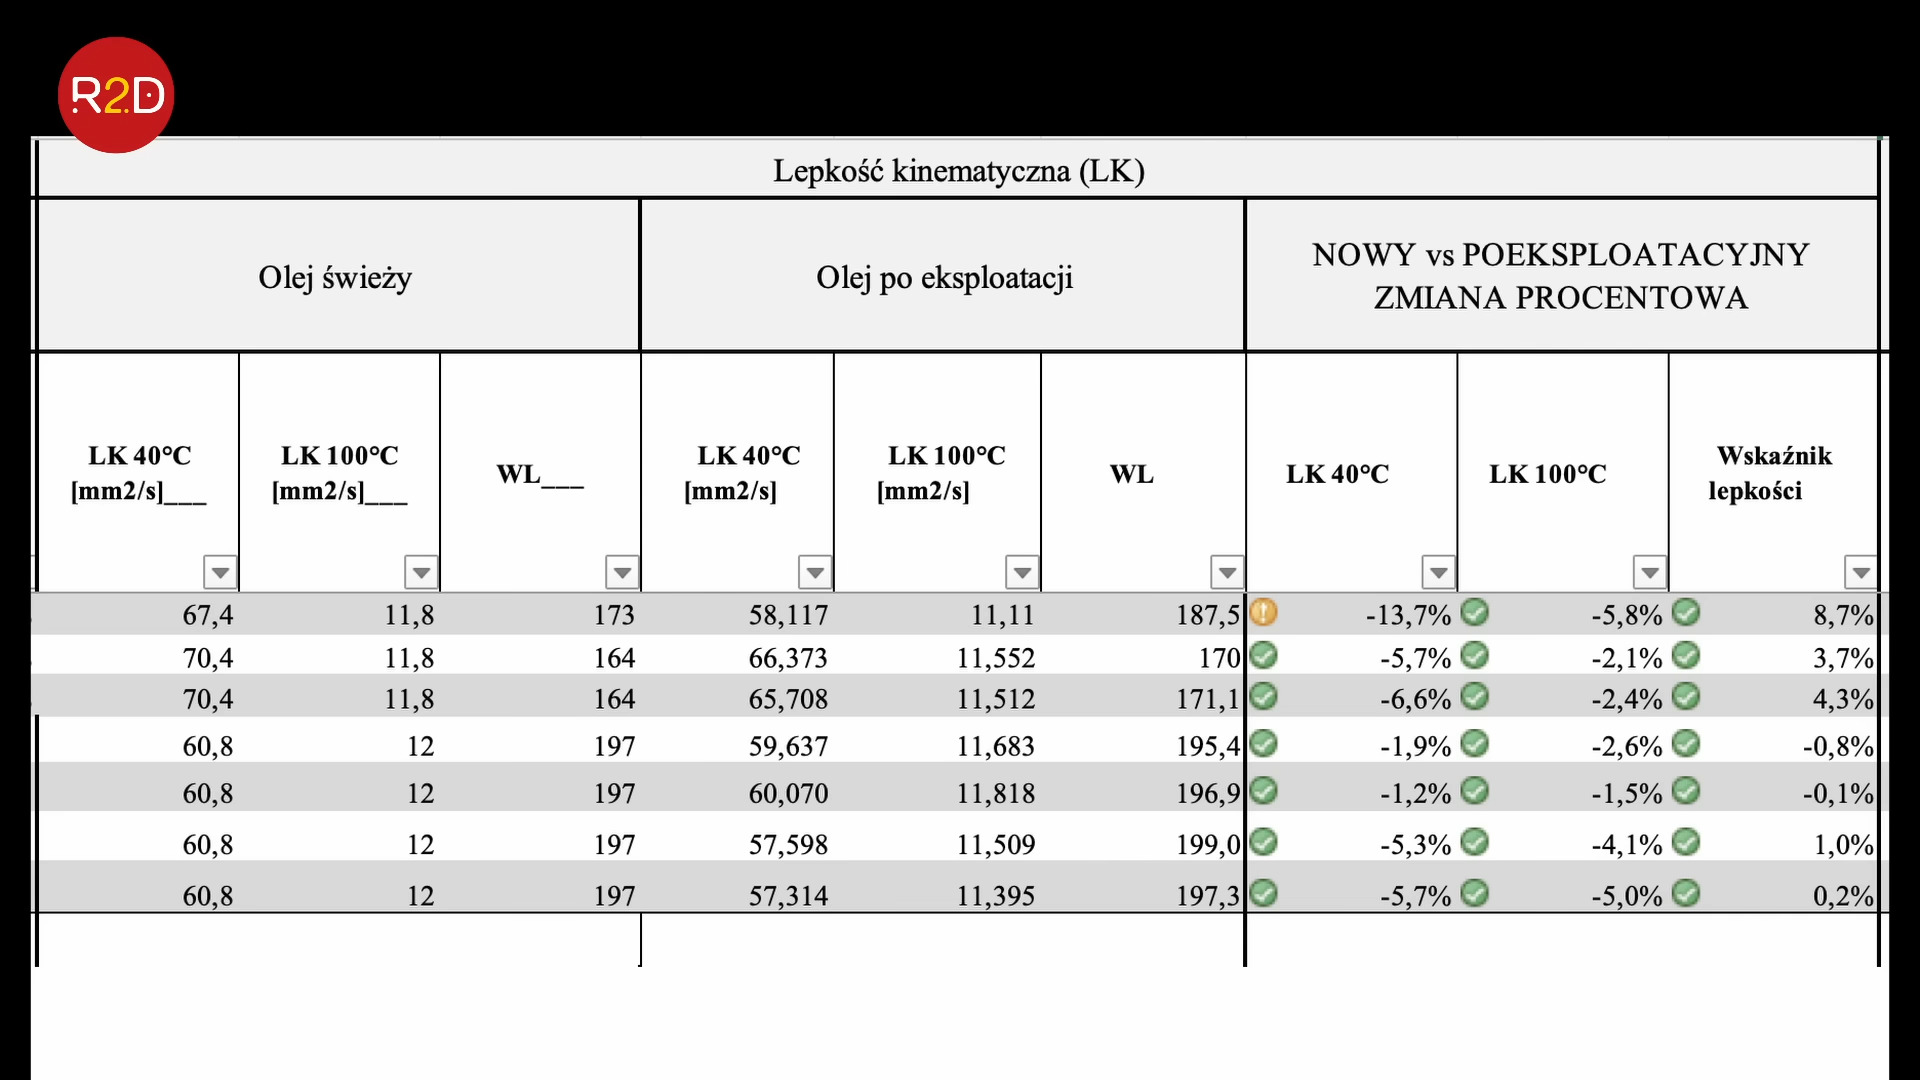 R2D
Lepkość kinematyczna (LK)
Olej świeży
Olej po eksploatacji
NOWY vs POEKSPLOATACYJNY
ZMIANA PROCENTOWA
LK 40°C
[mm2/s]___
LK 100°C
[mm2/s]___
WL___
LK 40°C
[mm2/s]
LK 100°C
[mm2/s]
WL
LK 40°C
LK 100°C
Wskaźnik
lepkości
67,4 11,8 173 58,117 11,11 187,5 -13,7% -5,8% 8,7%
70,4 11,8 164 66,373 11,552 170 -5,7% -2,1% 3,7%
70,4 11,8 164 65,708 11,512 171,1 -6,6% -2,4% 4,3%
60,8 12 197 59,637 11,683 195,4 -1,9% -2,6% -0,8%
60,8 12 197 60,070 11,818 196,9 -1,2% -1,5% -0,1%
60,8 12 197 57,598 11,509 199,0 -5,3% -4,1% 1,0%
60,8 12 197 57,314 11,395 197,3 -5,7% -5,0% 0,2%